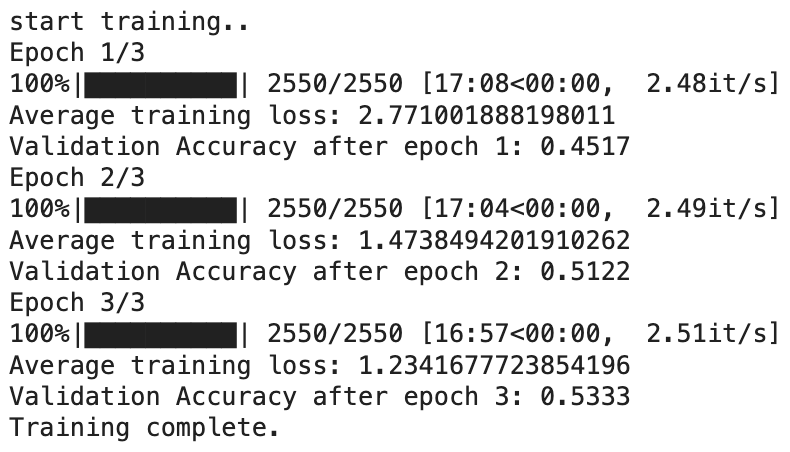 start training..
Epoch 1/3
100%|██████████| 2550/2550 [17:08<00:00,  2.48it/s]
Average training loss: 2.771001888198011
Validation Accuracy after epoch 1: 0.4517
Epoch 2/3
100%|██████████| 2550/2550 [17:04<00:00,  2.49it/s]
Average training loss: 1.4738494201910262
Validation Accuracy after epoch 2: 0.5122
Epoch 3/3
100%|██████████| 2550/2550 [16:57<00:00,  2.51it/s]
Average training loss: 1.2341677723854196
Validation Accuracy after epoch 3: 0.5333
Training complete.